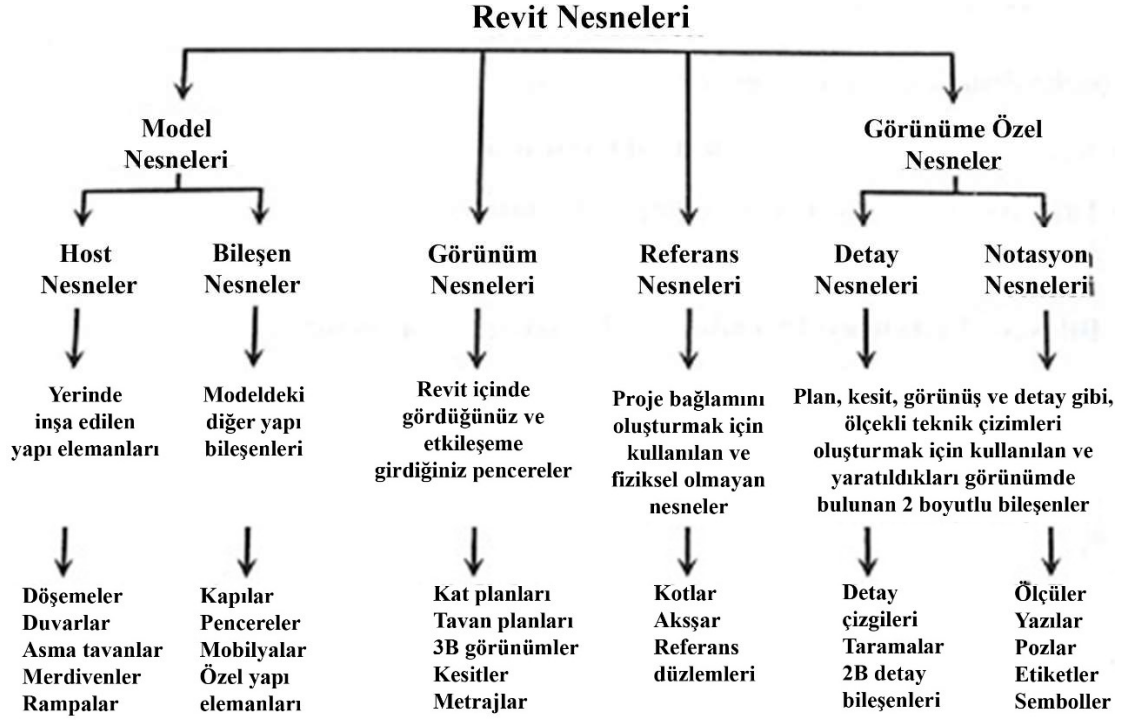 Revit Nesneleri
Model
Nesneleri
Görünüme Özel
Nesneler
Host
Nesneler
Bileşen
Nesneler
Görünüm
Nesneleri
Referans
Nesneleri
Detay
Nesneleri
Notasyon
Nesneleri
Yerinde
inşa edilen
yapı elemanları
Modeldeki
diğer yapı
bileşenleri
Revit içinde
gördüğünüz ve
etkileşeme
girdiğiniz pencereler
Proje bağlamını
oluşturmak için
kullanılan ve
fiziksel olmayan
nesneler
Plan, kesit, görünüş ve detay gibi,
ölçekli teknik çizimleri
oluşturmak için kullanılan ve
yaratıldıkları görünümde
bulunan 2 boyutlu bileşenler
Döşemeler
Duvarlar
Asma tavanlar
Merdivenler
Rampalar
Kapılar
Pencereler
Mobilyalar
Özel yapı
elemanları
Kat planları
Tavan planları
3B görünümler
Kesitler
Metrajlar
Kotlar
Aksşar
Referans
düzlemleri
Detay
çizgileri
Taramalar
2B detay
bileşenleri
Ölçüler
Yazılar
Pozlar
Etiketler
Semboller